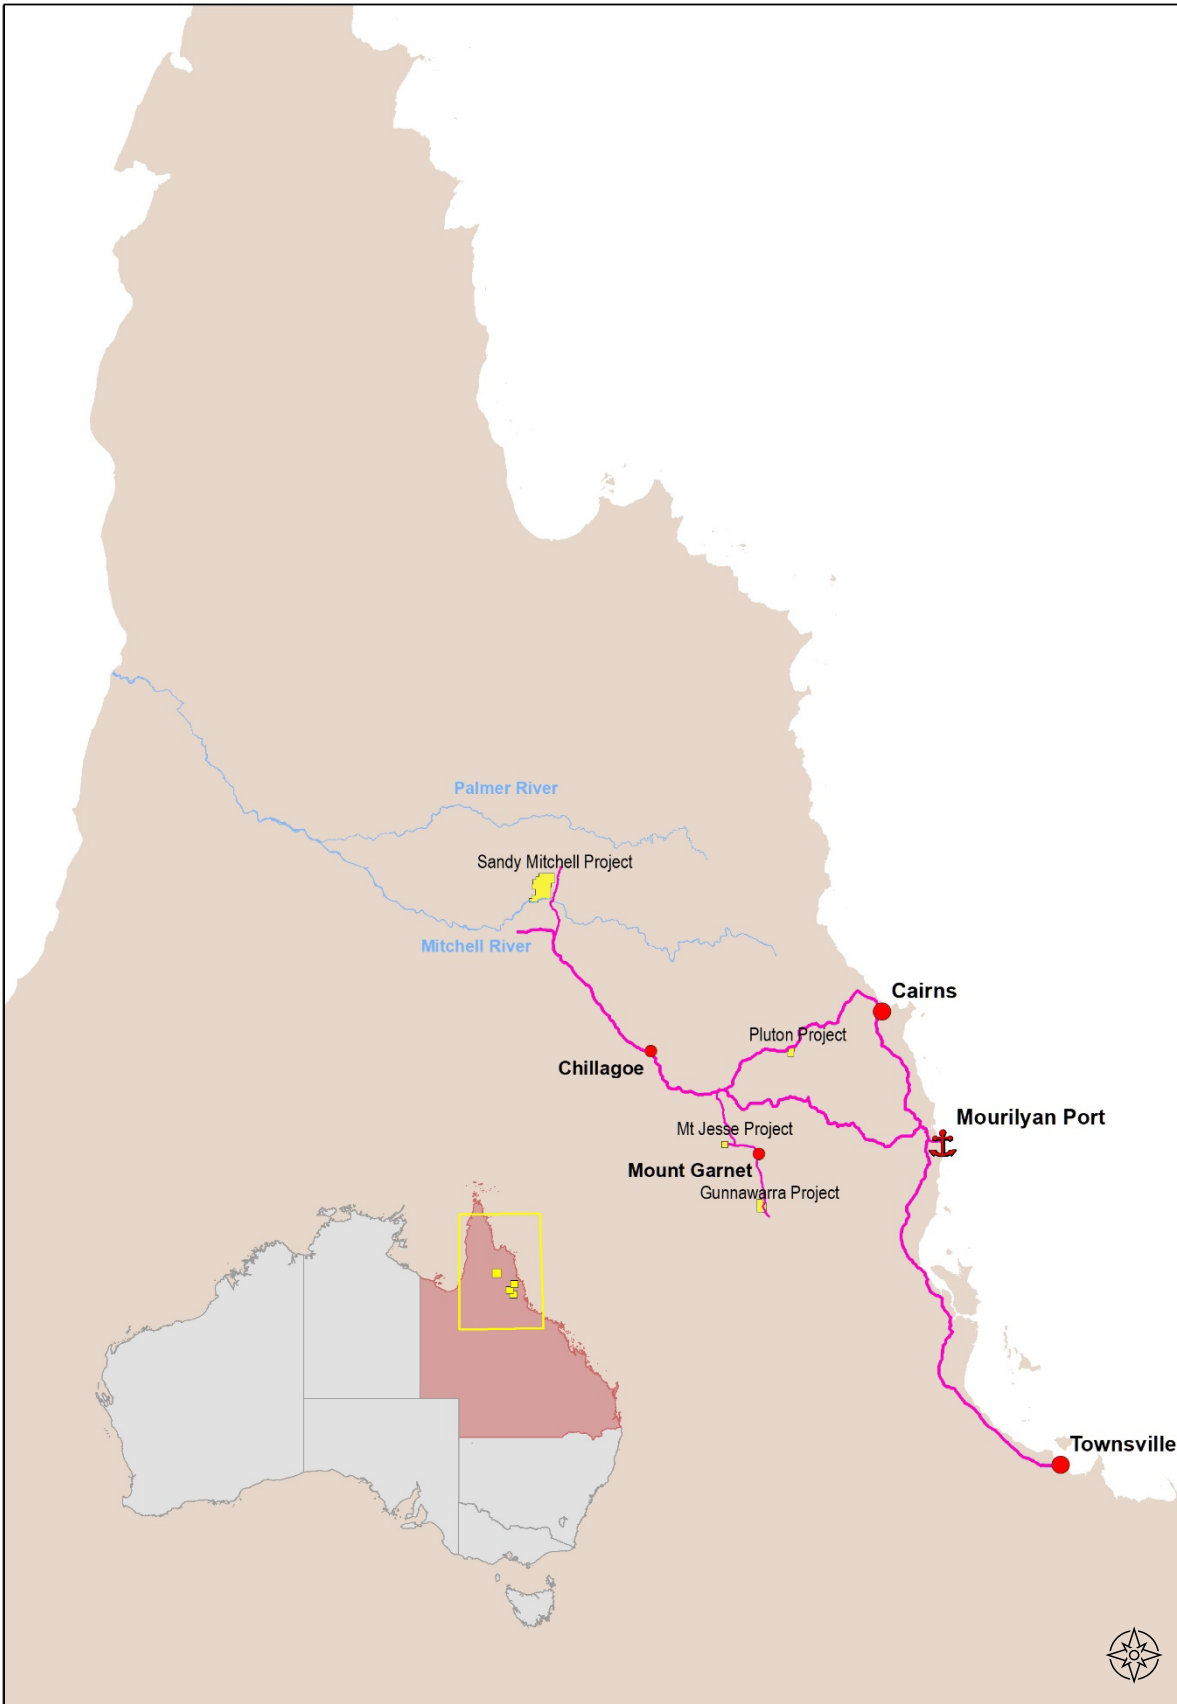 Palmer River
Sandy Mitchell Project
Mitchell River
Cairns
Pluton Project
Chillagoe
Mourilyan Port
Mt Jesse Project
Mount Garnet
Gunnawarra Project
Townsville